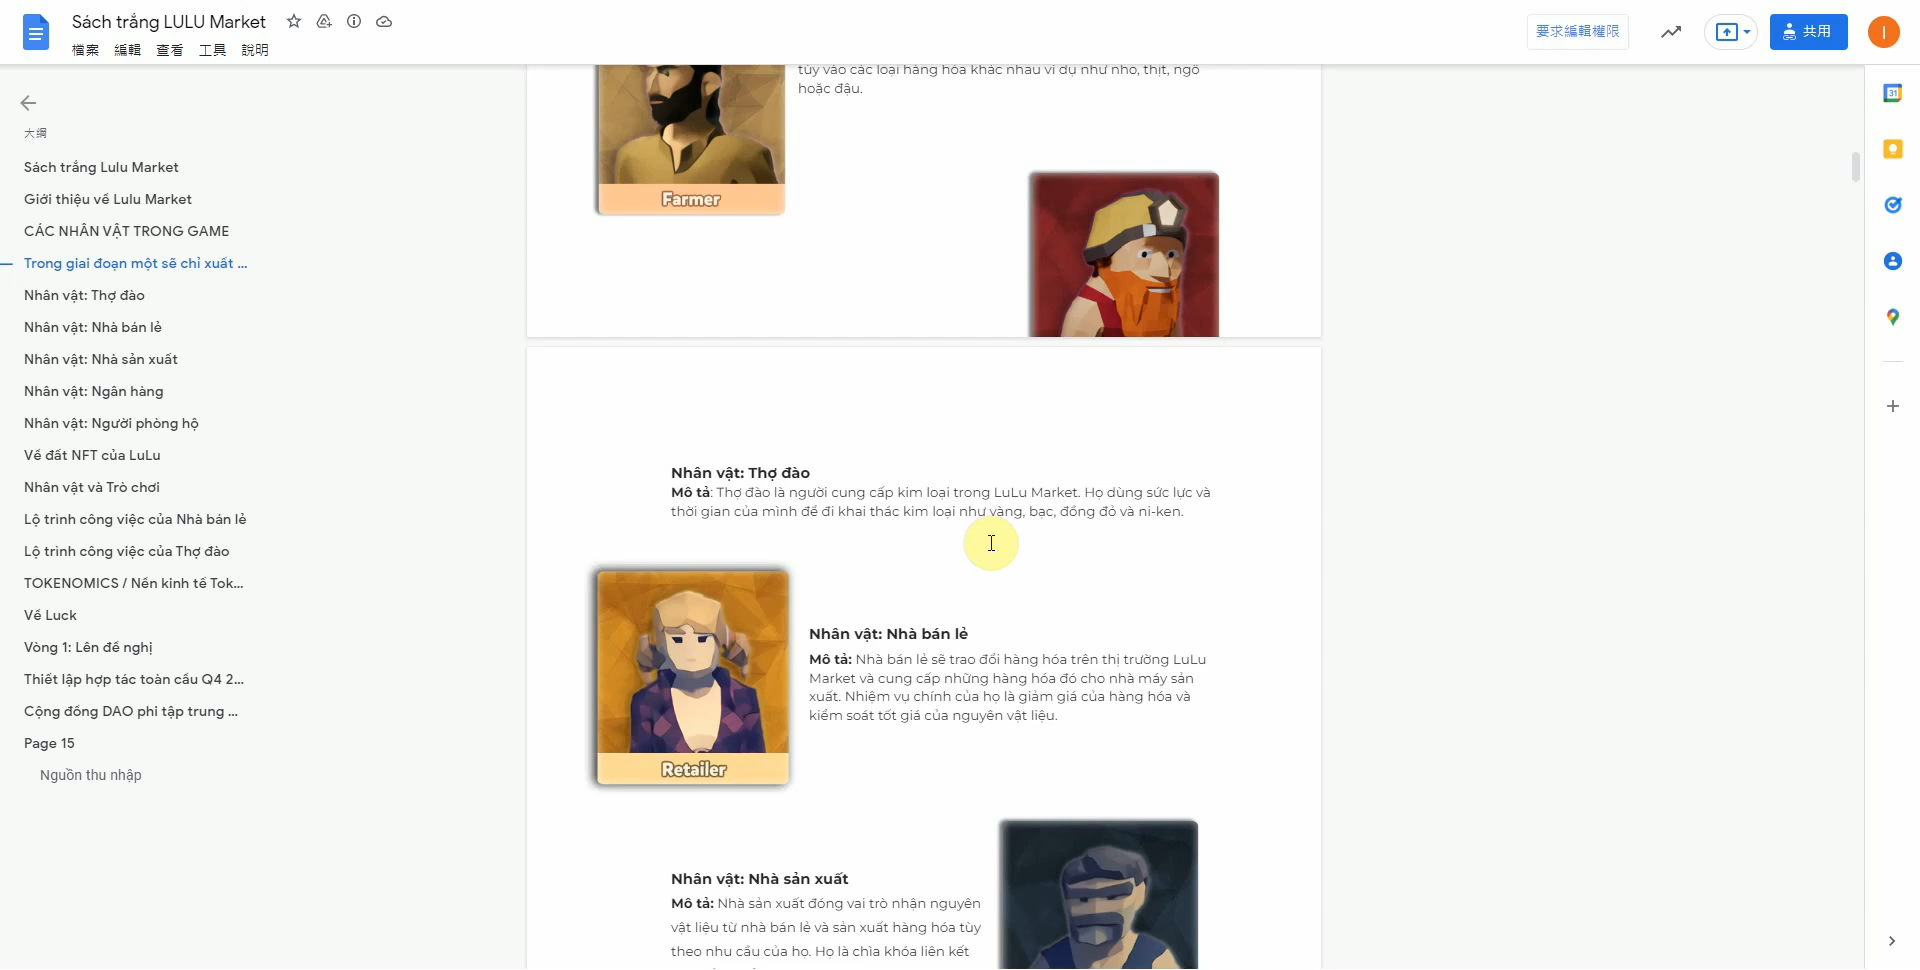 Sách trắng LULU Market
檔案 編輯 查看 工具 說明
要求編輯權限
共用
I
大綱
Sách trắng Lulu Market
Giới thiệu về Lulu Market
CÁC NHÂN VẬT TRONG GAME
Trong giai đoạn một sẽ chỉ xuất ...
Nhân vật: Thợ đào
Nhân vật: Nhà bán lẻ
Nhân vật: Nhà sản xuất
Nhân vật: Ngân hàng
Nhân vật: Người phòng hộ
Về đất NFT của LuLu
Nhân vật và Trò chơi
Lộ trình công việc của Nhà bán lẻ
Lộ trình công việc của Thợ đào
TOKENOMICS / Nền kinh tế Tok...
Về Luck
Vòng 1: Lên đề nghị
Thiết lập hợp tác toàn cầu Q4 2...
Cộng đồng DAO phi tập trung ...
Page 15
Nguồn thu nhập
tùy vào các loại hàng hóa khác nhau ví dụ như nho, thịt, ngô
hoặc đậu.
Farmer
Nhân vật: Thợ đào
Mô tả: Thợ đào là người cung cấp kim loại trong LuLu Market. Họ dùng sức lực và
thời gian của mình để đi khai thác kim loại như vàng, bạc, đồng đỏ và ni-ken.
Nhân vật: Nhà bán lẻ
Mô tả: Nhà bán lẻ sẽ trao đổi hàng hóa trên thị trường LuLu
Market và cung cấp những hàng hóa đó cho nhà máy sản
xuất. Nhiệm vụ chính của họ là giảm giá của hàng hóa và
kiểm soát tốt giá của nguyên vật liệu.
Retailer
Nhân vật: Nhà sản xuất
Mô tả: Nhà sản xuất đóng vai trò nhận nguyên
vật liệu từ nhà bán lẻ và sản xuất hàng hóa tùy
theo nhu cầu của họ. Họ là chìa khóa liên kết
31